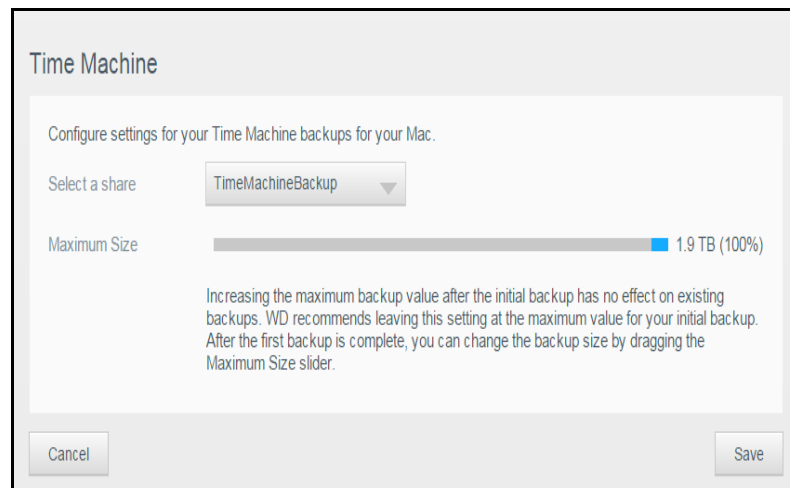 Time Machine
Configure settings for your Time Machine backups for your Mac.
Select a share
TimeMachineBackup
Maximum Size
1.9 TB (100%)
Increasing the maximum backup value after the initial backup has no effect on existing
backups. WD recommends leaving this setting at the maximum value for your initial backup.
After the first backup is complete, you can change the backup size by dragging the
Maximum Size slider.
Cancel
Save